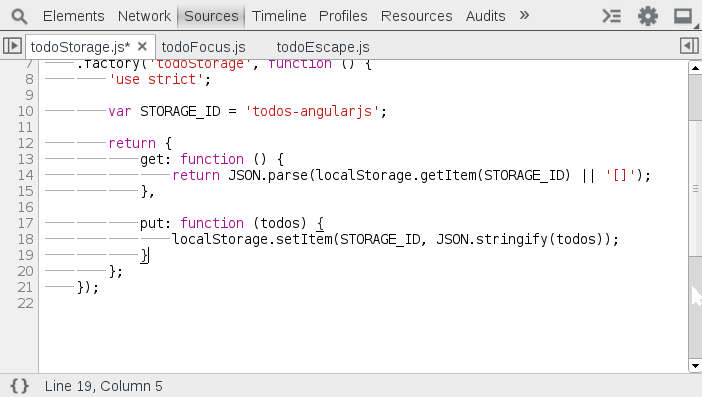 Elements Network Sources Timeline Profiles Resources Audits »
todoStorage.js* × todoFocus.js todoEscape.js
7 .factory('todoStorage', function () {
8 'use strict';
9
10 var STORAGE_ID = 'todos-angularjs';
11
12 return {
13 get: function () {
14 return JSON.parse(localStorage.getItem(STORAGE_ID) || '[]');
15 },
16
17 put: function (todos) {
18 localStorage.setItem(STORAGE_ID, JSON.stringify(todos));
19 }
20 };
21 });
22
{} Line 19, Column 5